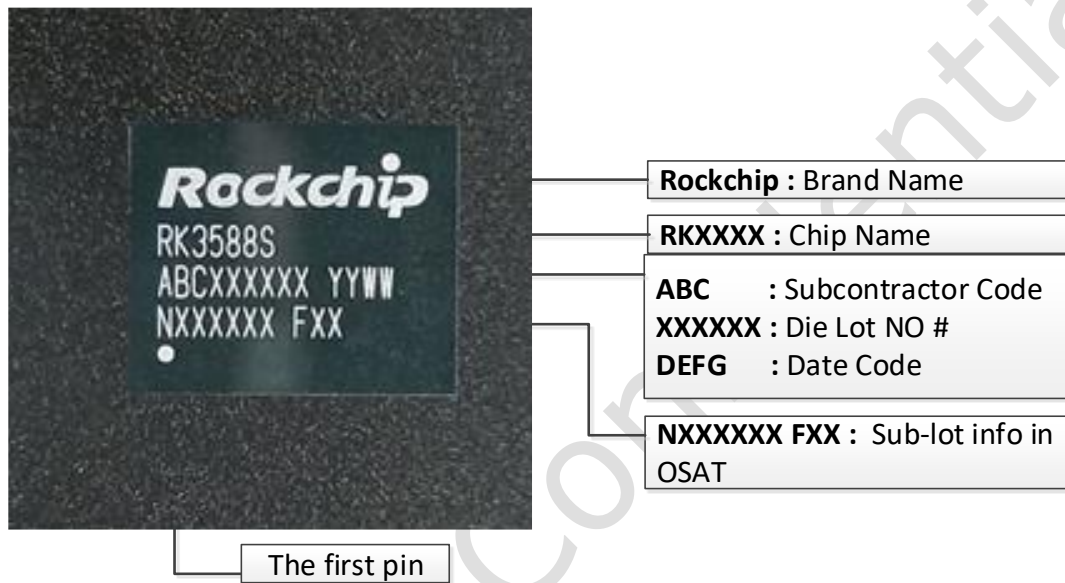 Rockchip
RK3588S
ABCXXXXXX YYWW
NXXXXXX FXX
Rockchip : Brand Name
RKXXXX : Chip Name
ABC : Subcontractor Code
XXXXXX : Die Lot NO #
DEFG : Date Code
NXXXXXX FXX : Sub-lot info in
OSAT
The first pin